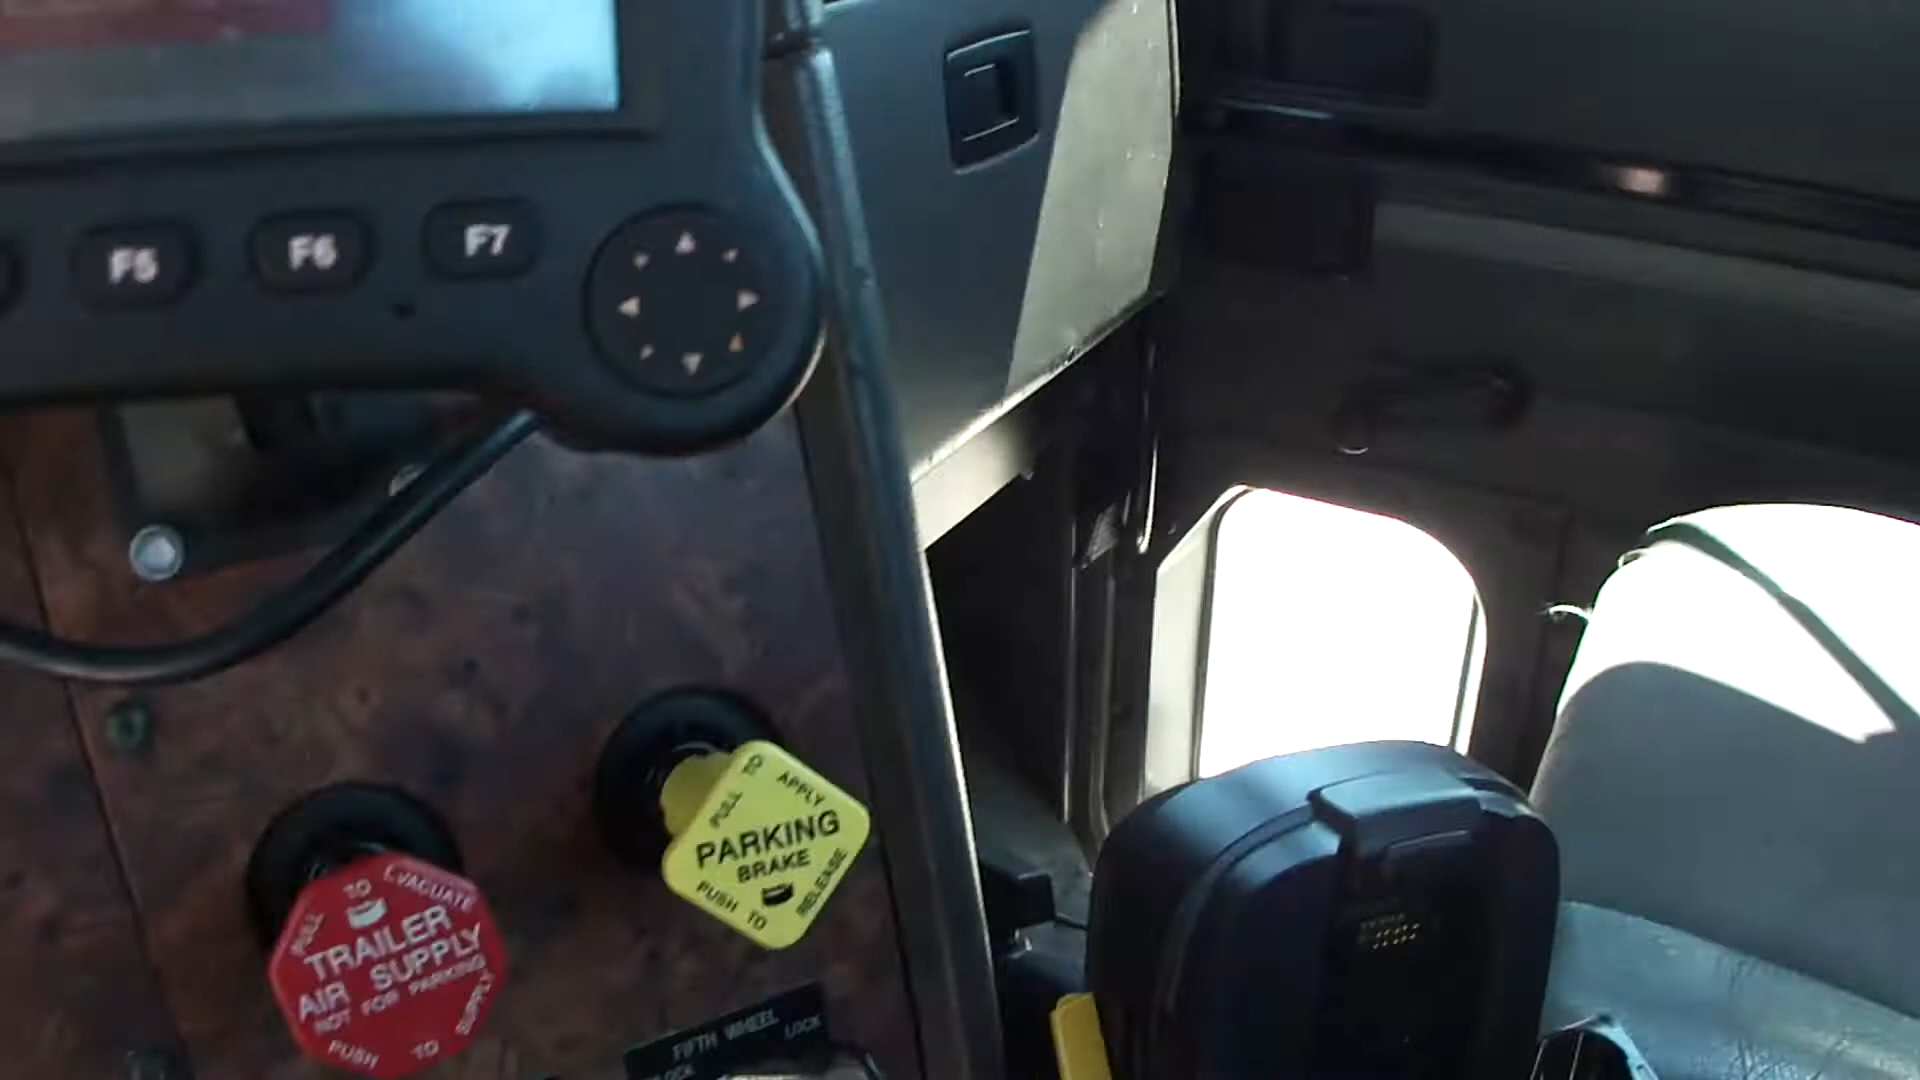 F5 F6 F7
PULL TO APPLY
PARKING
BRAKE
PUSH TO RELEASE
PULL TO EVACUATE
TRAILER
AIR SUPPLY
NOT FOR PARKING
PUSH TO SUPPLY
FIFTH WHEEL
LOCK